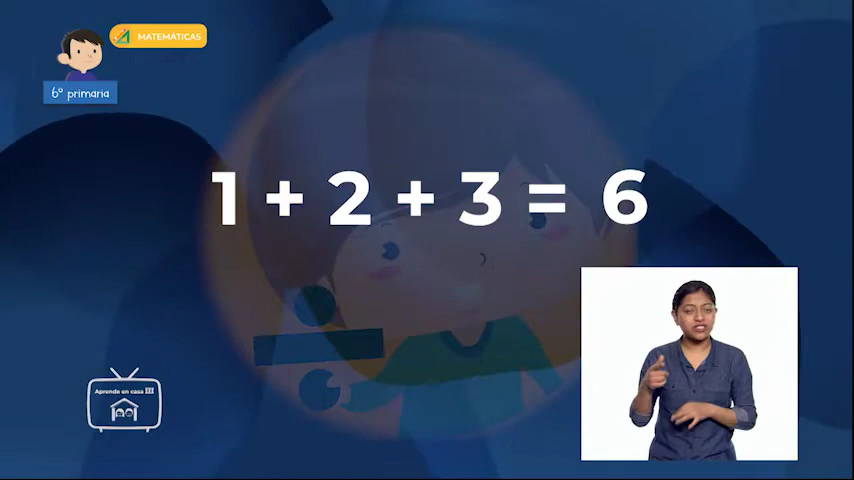 MATEMÁTICAS
6º primaria
1 + 2 + 3 = 6
Aprende en casa III